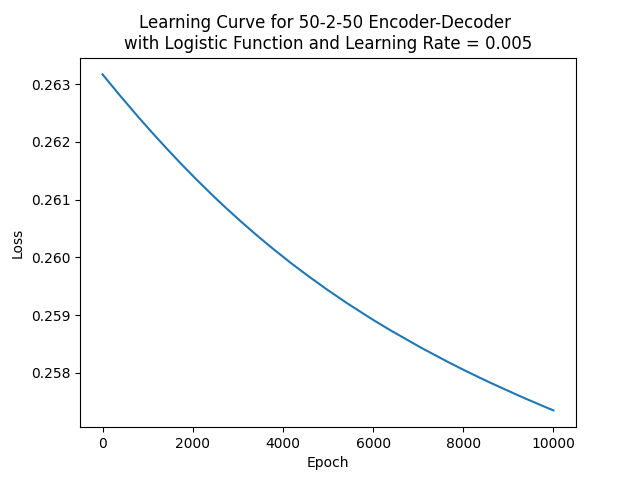 Learning Curve for 50-2-50 Encoder-Decoder
with Logistic Function and Learning Rate = 0.005
0.263
0.262
0.261
0.260
0.259
0.258
Loss
0 2000 4000 6000 8000 10000
Epoch